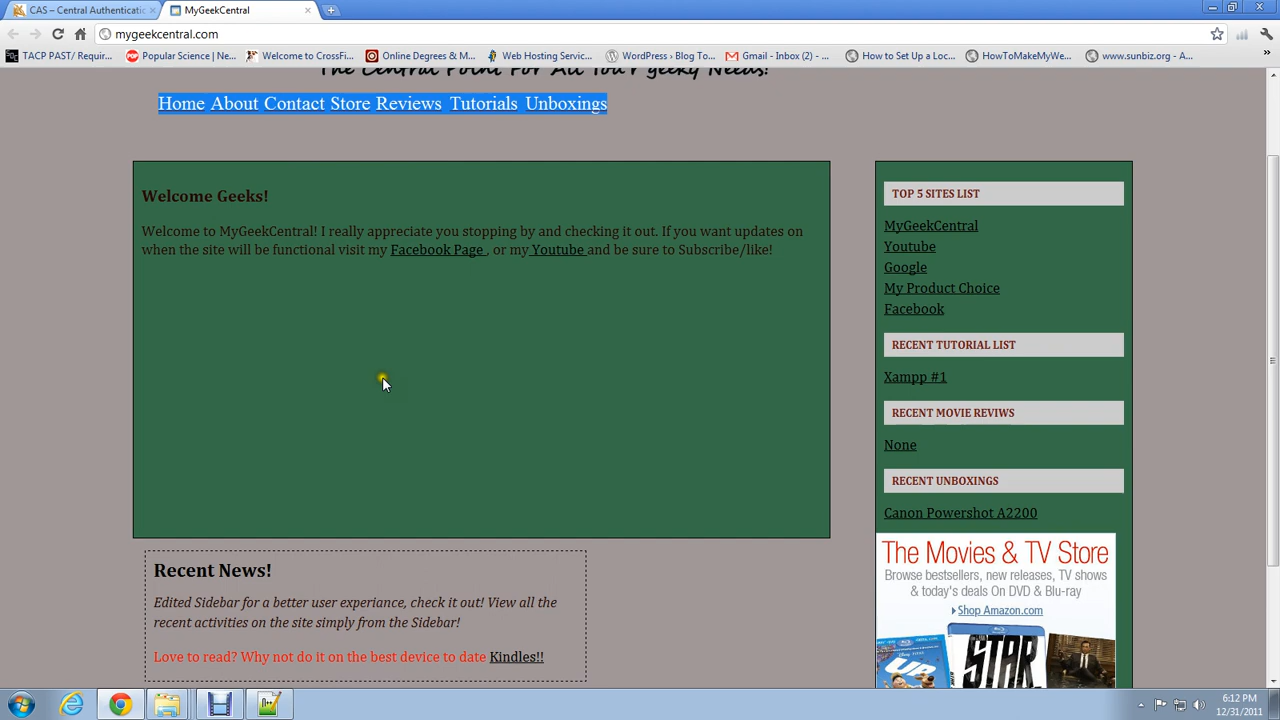 CAS – Central Authenticatic
MyGeekCentral
mygeekcentral.com
TACP PAST/ Requir...
Popular Science | Ne...
Welcome to CrossFi...
Online Degrees & M...
Web Hosting Servic...
WordPress › Blog To...
Gmail - Inbox (2) - ...
How to Set Up a Loc...
HowToMakeMyWe...
www.sunbiz.org - A...
The Central Point For All Your geeky Needs!
Home About Contact Store Reviews Tutorials Unboxings
Welcome Geeks!
Welcome to MyGeekCentral! I really appreciate you stopping by and checking it out. If you want updates on
when the site will be functional visit my Facebook Page , or my Youtube and be sure to Subscribe/like!
Recent News!
Edited Sidebar for a better user experiance, check it out! View all the
recent activities on the site simply from the Sidebar!
Love to read? Why not do it on the best device to date Kindles!!
TOP 5 SITES LIST
MyGeekCentral
Youtube
Google
My Product Choice
Facebook
RECENT TUTORIAL LIST
Xampp #1
RECENT MOVIE REVIWS
None
RECENT UNBOXINGS
Canon Powershot A2200
The Movies & TV Store
Browse bestsellers, new releases, TV shows
& today's deals On DVD & Blu-ray
Shop Amazon.com
UP
STAR
6:12 PM
12/31/2011